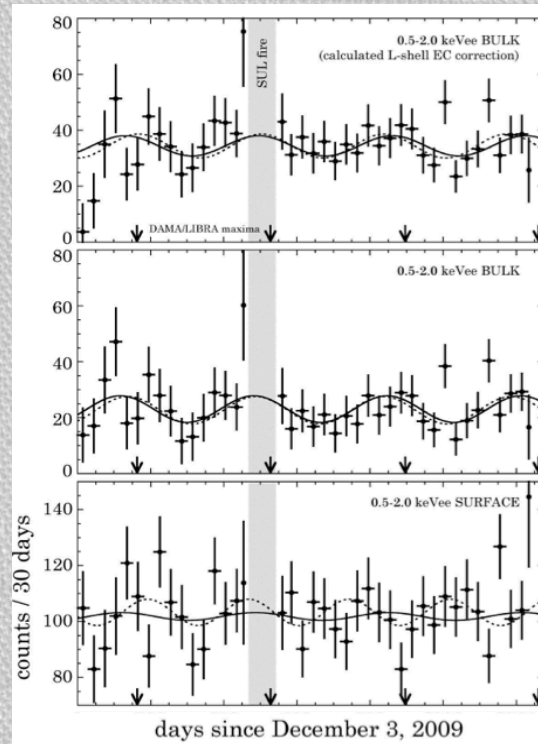 80
0.5-2.0 keVee BULK
(calculated L-shell EC correction)
SUL fire
60
40
20
DAMA/LIBRA maxima
0
80
0.5-2.0 keVee BULK
60
40
20
0
140
0.5-2.0 keVee SURFACE
120
100
80
counts / 30 days
days since December 3, 2009